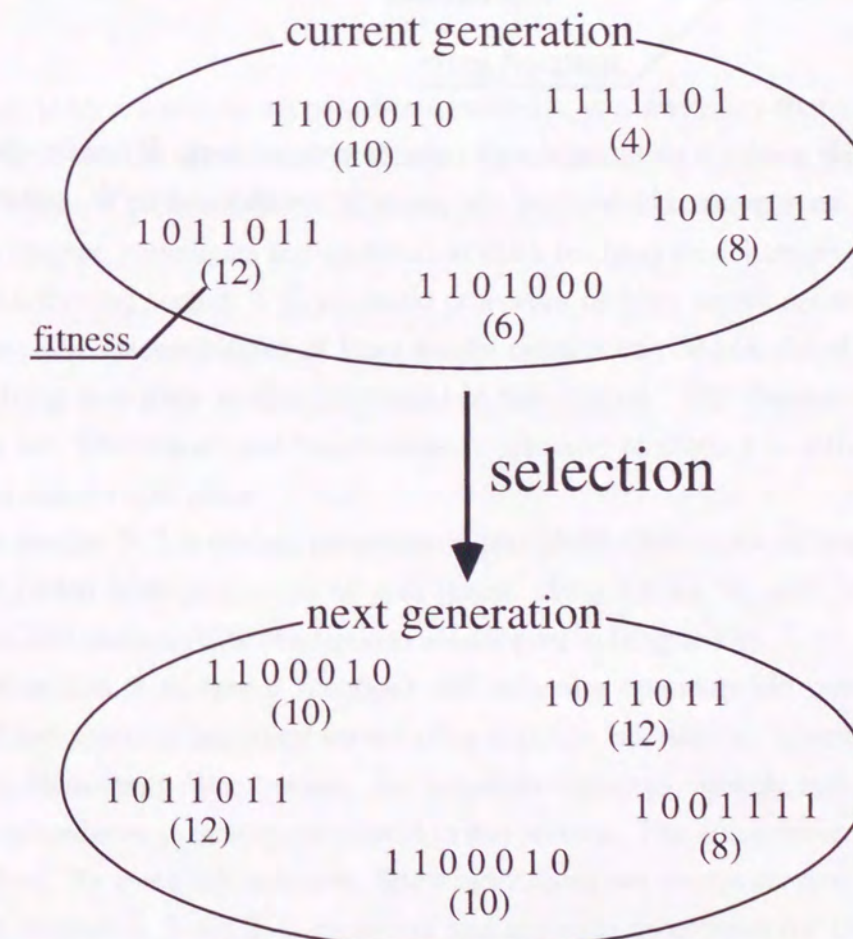 current generation
1 1 0 0 0 1 0
(10)
1 1 1 1 1 0 1
(4)
1 0 1 1 0 1 1
(12)
1 0 0 1 1 1 1
(8)
1 1 0 1 0 0 0
(6)
fitness
selection
next generation
1 1 0 0 0 1 0
(10)
1 0 1 1 0 1 1
(12)
1 0 1 1 0 1 1
(12)
1 0 0 1 1 1 1
(8)
1 1 0 0 0 1 0
(10)